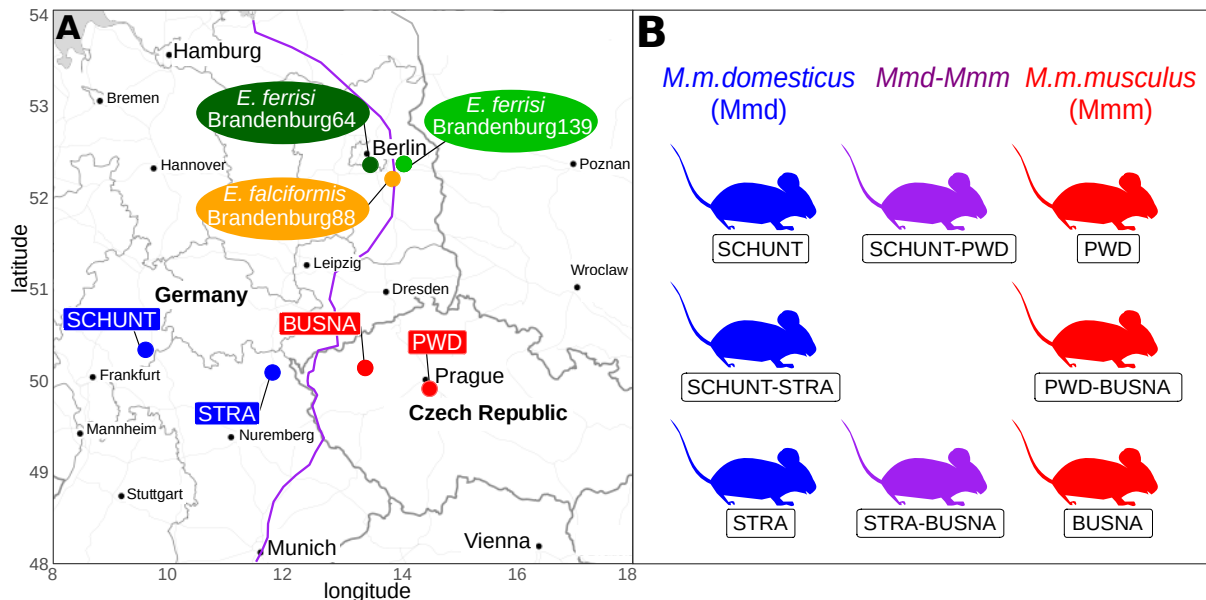 A
54
53
52
51
50
49
48
latitude
8
10
12
14
16
18
longitude
Hamburg
Bremen
E. ferrisi
Brandenburg64
E. ferrisi
Brandenburg139
Berlin
Hannover
Poznan
E. falciformis
Brandenburg88
Leipzig
Wroclaw
Dresden
Germany
SCHUNT
BUSNA
PWD
Frankfurt
Prague
STRA
Czech Republic
Mannheim
Nuremberg
Stuttgart
Munich
Vienna
B
M.m.domesticus
(Mmd)
Mmd-Mmm
M.m.musculus
(Mmm)
SCHUNT
SCHUNT-PWD
PWD
SCHUNT-STRA
PWD-BUSNA
STRA
STRA-BUSNA
BUSNA